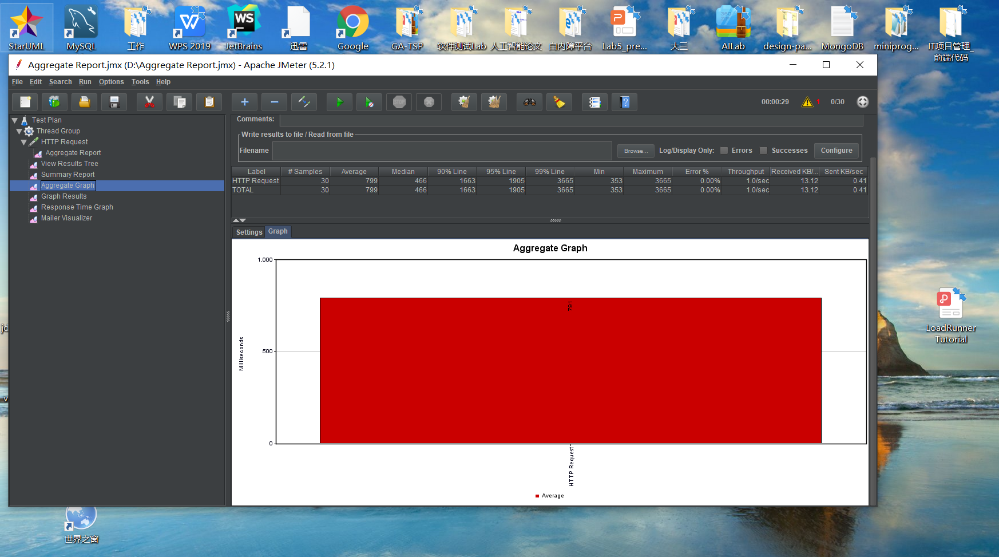 StarUML
MySQL
工作
WPS 2019
JetBrains
迅雷
Google
GA-TSP
软件测试Lab
人工智能论文
白内障平台
Lab5_pre...
大三
AILab
design-pa...
MongoDB
miniprog...
IT项目管理_
前端代码
Aggregate Report.jmx (D:\Aggregate Report.jmx) - Apache JMeter (5.2.1)
File Edit Search Run Options Tools Help
STOP
00:00:29 1 0/30
Test Plan
Thread Group
HTTP Request
Aggregate Report
View Results Tree
Summary Report
Aggregate Graph
Graph Results
Response Time Graph
Mailer Visualizer
Comments:
Write results to file / Read from file
Filename Browse... Log/Display Only: Errors Successes Configure
Label # Samples Average Median 90% Line 95% Line 99% Line Min Maximum Error % Throughput Received KB/... Sent KB/sec
HTTP Request 30 799 466 1663 1905 3665 353 3665 0.00% 1.0/sec 13.12 0.41
TOTAL 30 799 466 1663 1905 3665 353 3665 0.00% 1.0/sec 13.12 0.41
Settings Graph
Aggregate Graph
1,000
500
0
Milliseconds
791
HTTP Request
Average
LoadRunner
Tutorial
世界之窗
WS
360
jd
v